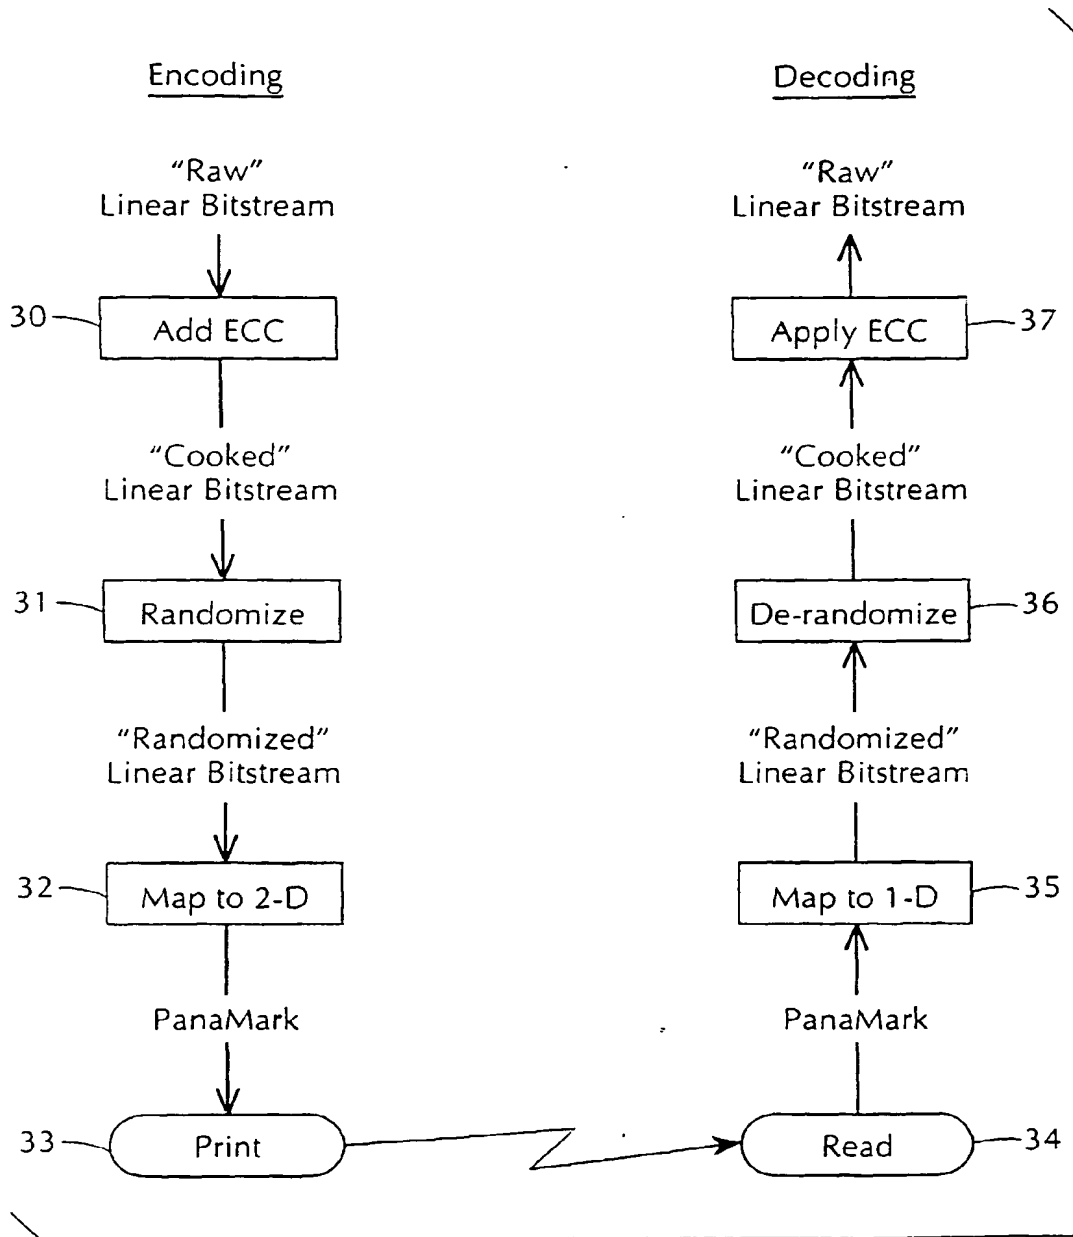 Encoding
"Raw"
Linear Bitstream
30
Add ECC
"Cooked"
Linear Bitstream
31
Randomize
"Randomized"
Linear Bitstream
32
Map to 2-D
PanaMark
33
Print
Decoding
"Raw"
Linear Bitstream
Apply ECC
37
"Cooked"
Linear Bitstream
De-randomize
36
"Randomized"
Linear Bitstream
Map to 1-D
35
PanaMark
Read
34